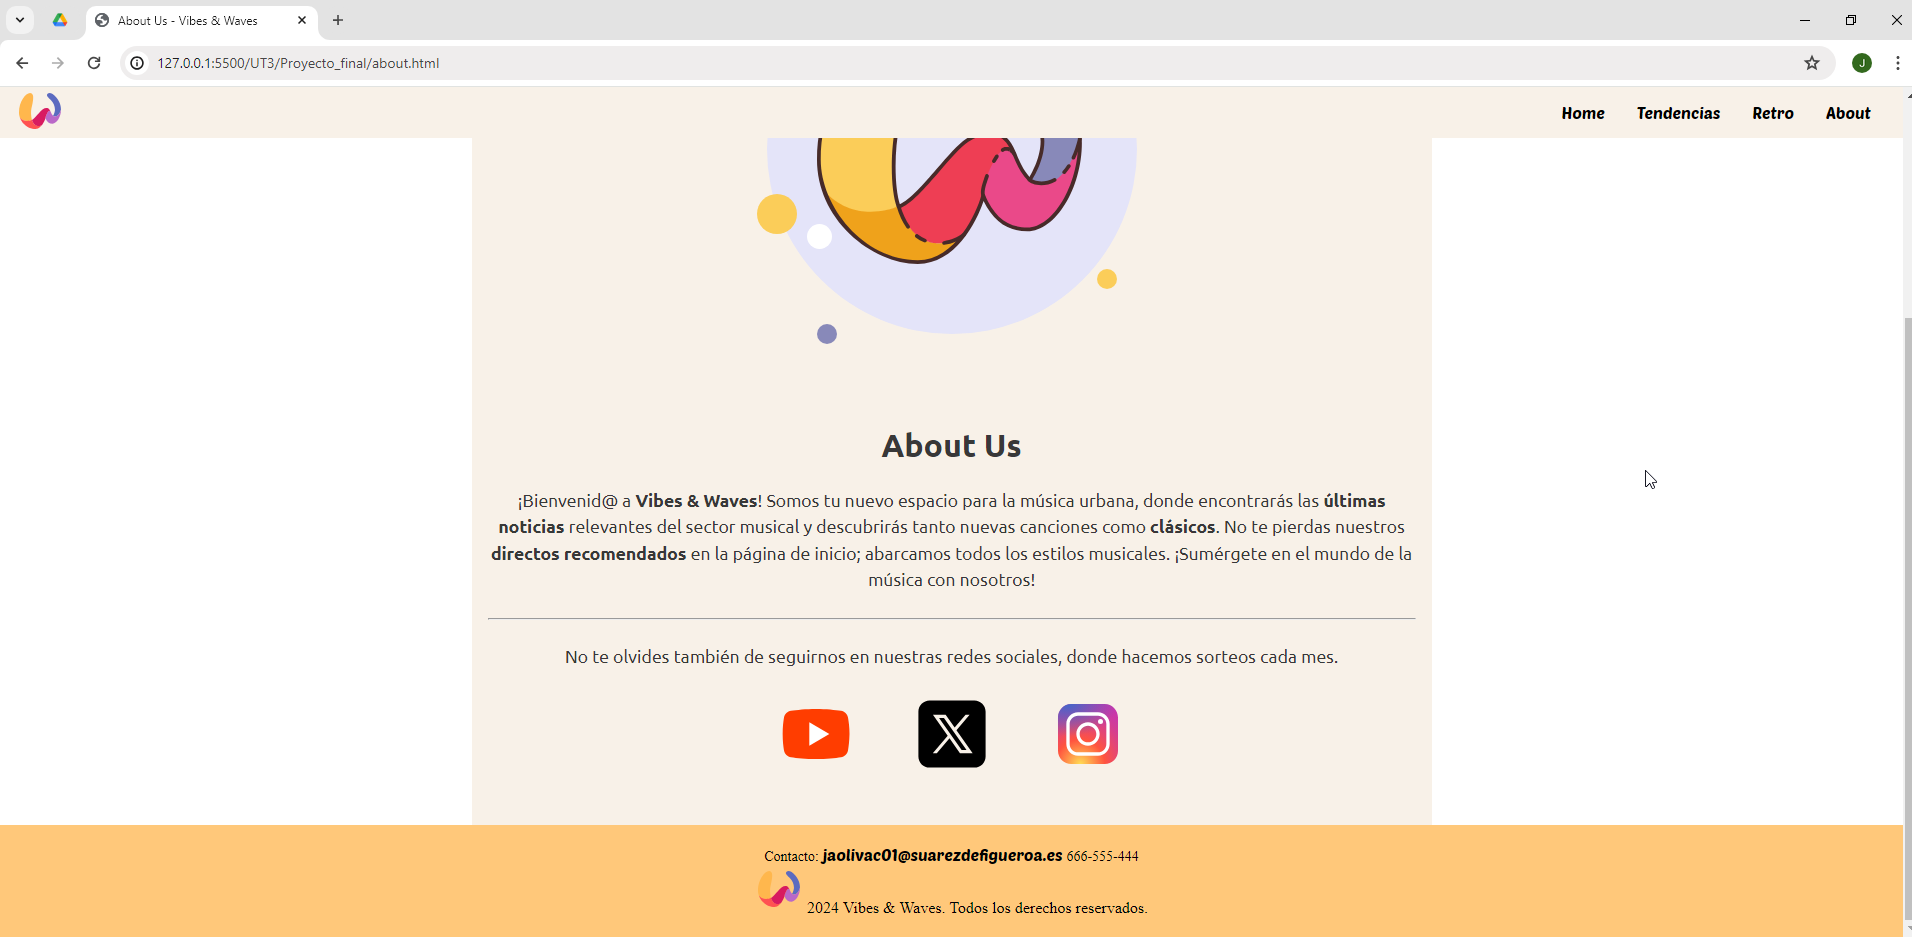 About Us - Vibes & Waves
127.0.0.1:5500/UT3/Proyecto_final/about.html
J
Home Tendencias Retro About
About Us
¡Bienvenid@ a Vibes & Waves! Somos tu nuevo espacio para la música urbana, donde encontrarás las últimas
noticias relevantes del sector musical y descubrirás tanto nuevas canciones como clásicos. No te pierdas nuestros
directos recomendados en la página de inicio; abarcamos todos los estilos musicales. ¡Sumérgete en el mundo de la
música con nosotros!
No te olvides también de seguirnos en nuestras redes sociales, donde hacemos sorteos cada mes.
Contacto: jaolivac01@suarezdefigueroa.es 666-555-444
2024 Vibes & Waves. Todos los derechos reservados.